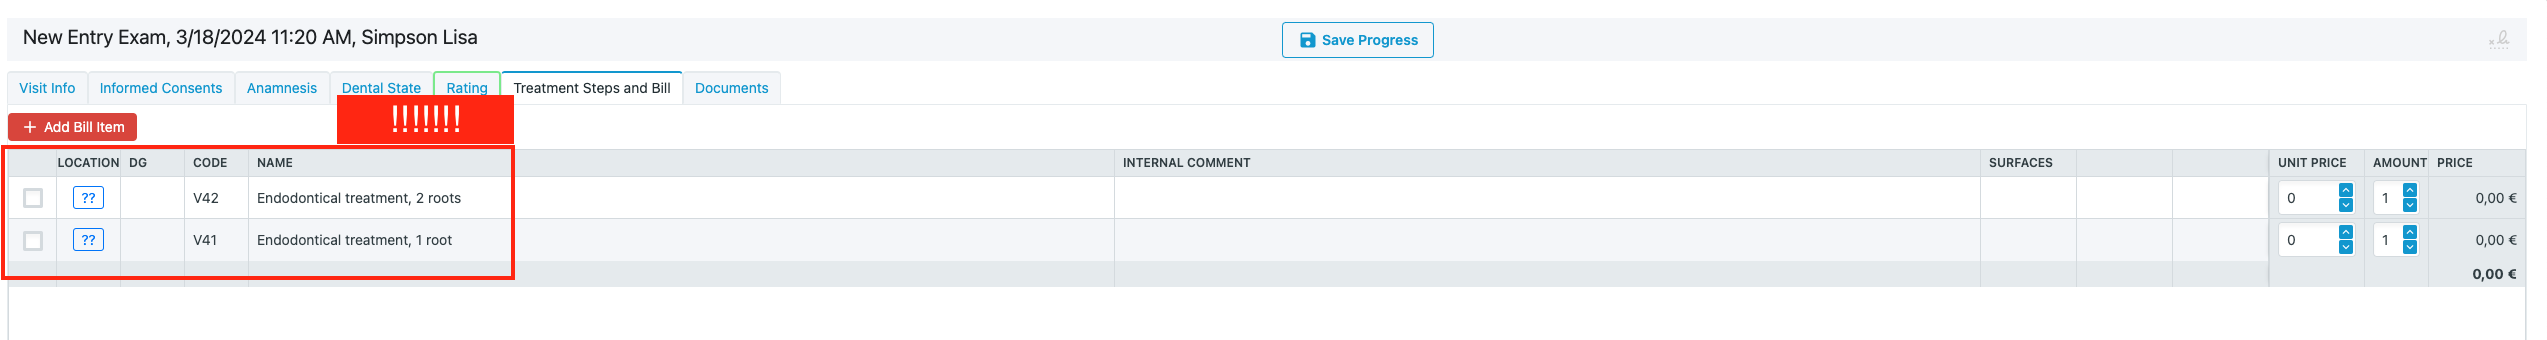 New Entry Exam, 3/18/2024 11:20 AM, Simpson Lisa
Save Progress
Visit Info Informed Consents Anamnesis Dental State Rating Treatment Steps and Bill Documents
!!!!!!!
+ Add Bill Item
LOCATION DG CODE NAME INTERNAL COMMENT SURFACES UNIT PRICE AMOUNT PRICE
?? V42 Endodontical treatment, 2 roots 0 1 0,00 €
?? V41 Endodontical treatment, 1 root 0 1 0,00 €
0,00 €